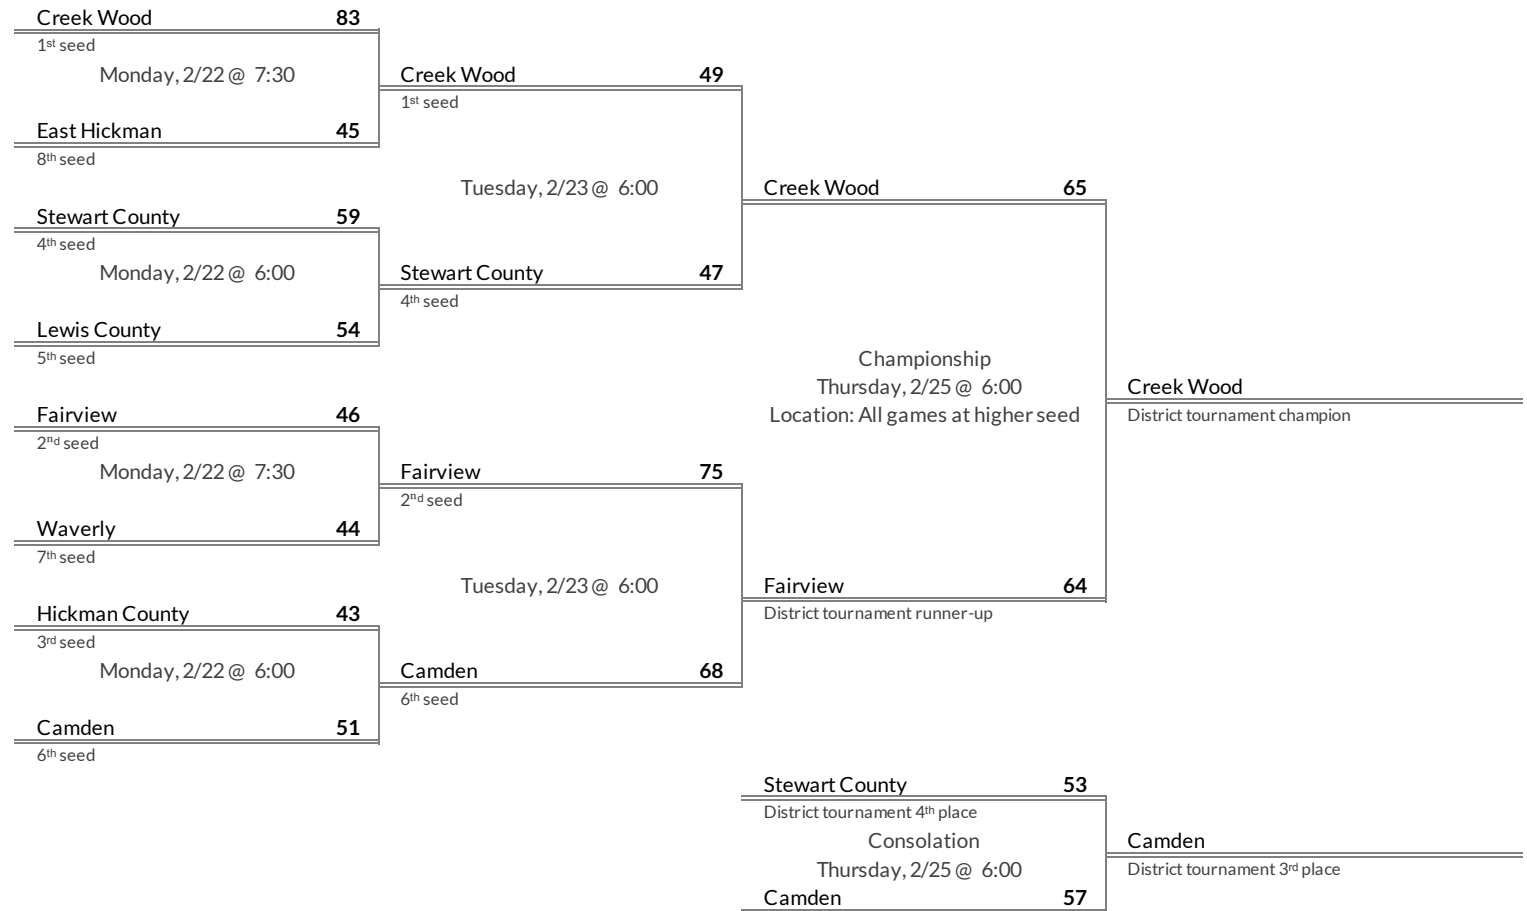 Creek Wood 83
1st seed
Monday, 2/22 @ 7:30
East Hickman 45
8th seed
Stewart County 59
4th seed
Monday, 2/22 @ 6:00
Lewis County 54
5th seed
Fairview 46
2nd seed
Monday, 2/22 @ 7:30
Waverly 44
7th seed
Hickman County 43
3rd seed
Monday, 2/22 @ 6:00
Camden 51
6th seed
Creek Wood 49
1st seed
Tuesday, 2/23 @ 6:00
Stewart County 47
4th seed
Fairview 75
2nd seed
Tuesday, 2/23 @ 6:00
Camden 68
6th seed
Creek Wood 65
Championship
Thursday, 2/25 @ 6:00
Location: All games at higher seed
Fairview 64
District tournament runner-up
Creek Wood
District tournament champion
Stewart County 53
District tournament 4th place
Consolation
Thursday, 2/25 @ 6:00
Camden 57
Camden
District tournament 3rd place